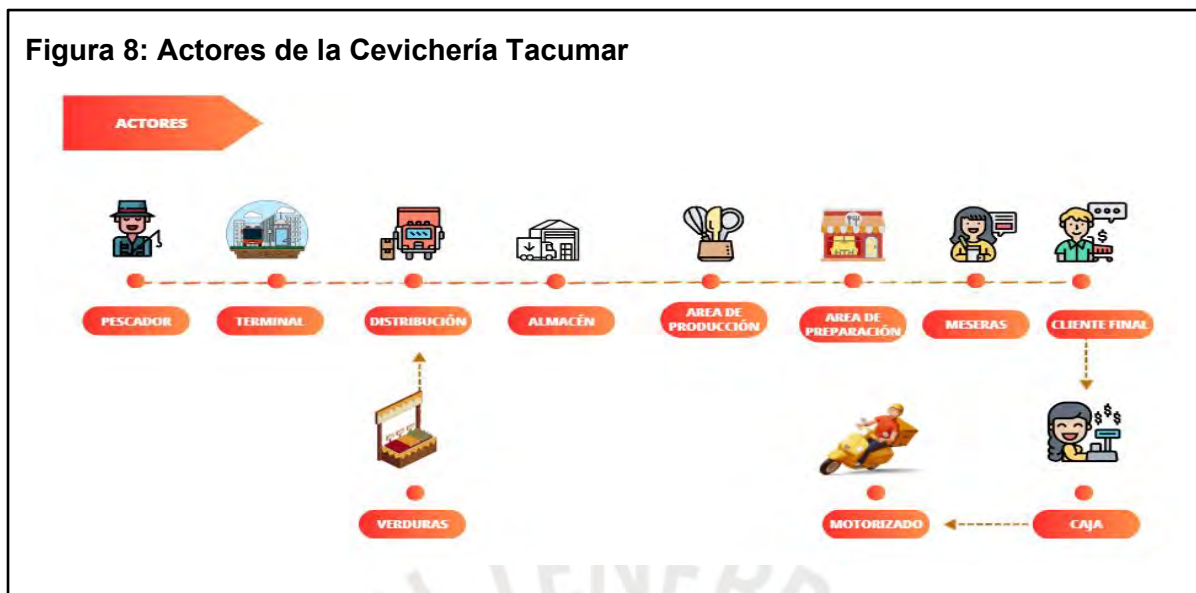 Figura 8: Actores de la Cevichería Tacumar
ACTORES
PESCADOR
TERMINAL
DISTRIBUCIÓN
ALMACÉN
AREA DE
PRODUCCIÓN
AREA DE
PREPARACIÓN
MESERAS
CLIENTE FINAL
VERDURAS
MOTORIZADO
CAJA